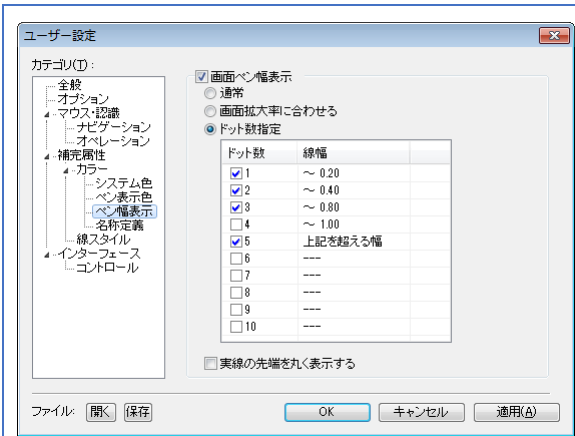 ユーザー設定
カテゴリ(T):
全般
オプション
マウス・認識
ナビゲーション
オペレーション
補完属性
カラー
システム色
ペン表示色
ペン幅表示
名称定義
線スタイル
インターフェース
コントロール
画面ペン幅表示
通常
画面拡大率に合わせる
ドット数指定
ドット数 線幅
1 ～ 0.20
2 ～ 0.40
3 ～ 0.80
4 ～ 1.00
5 上記を超える幅
6 ---
7 ---
8 ---
9 ---
10 ---
実線の先端を丸く表示する
ファイル: 開く 保存 OK キャンセル 適用(A)